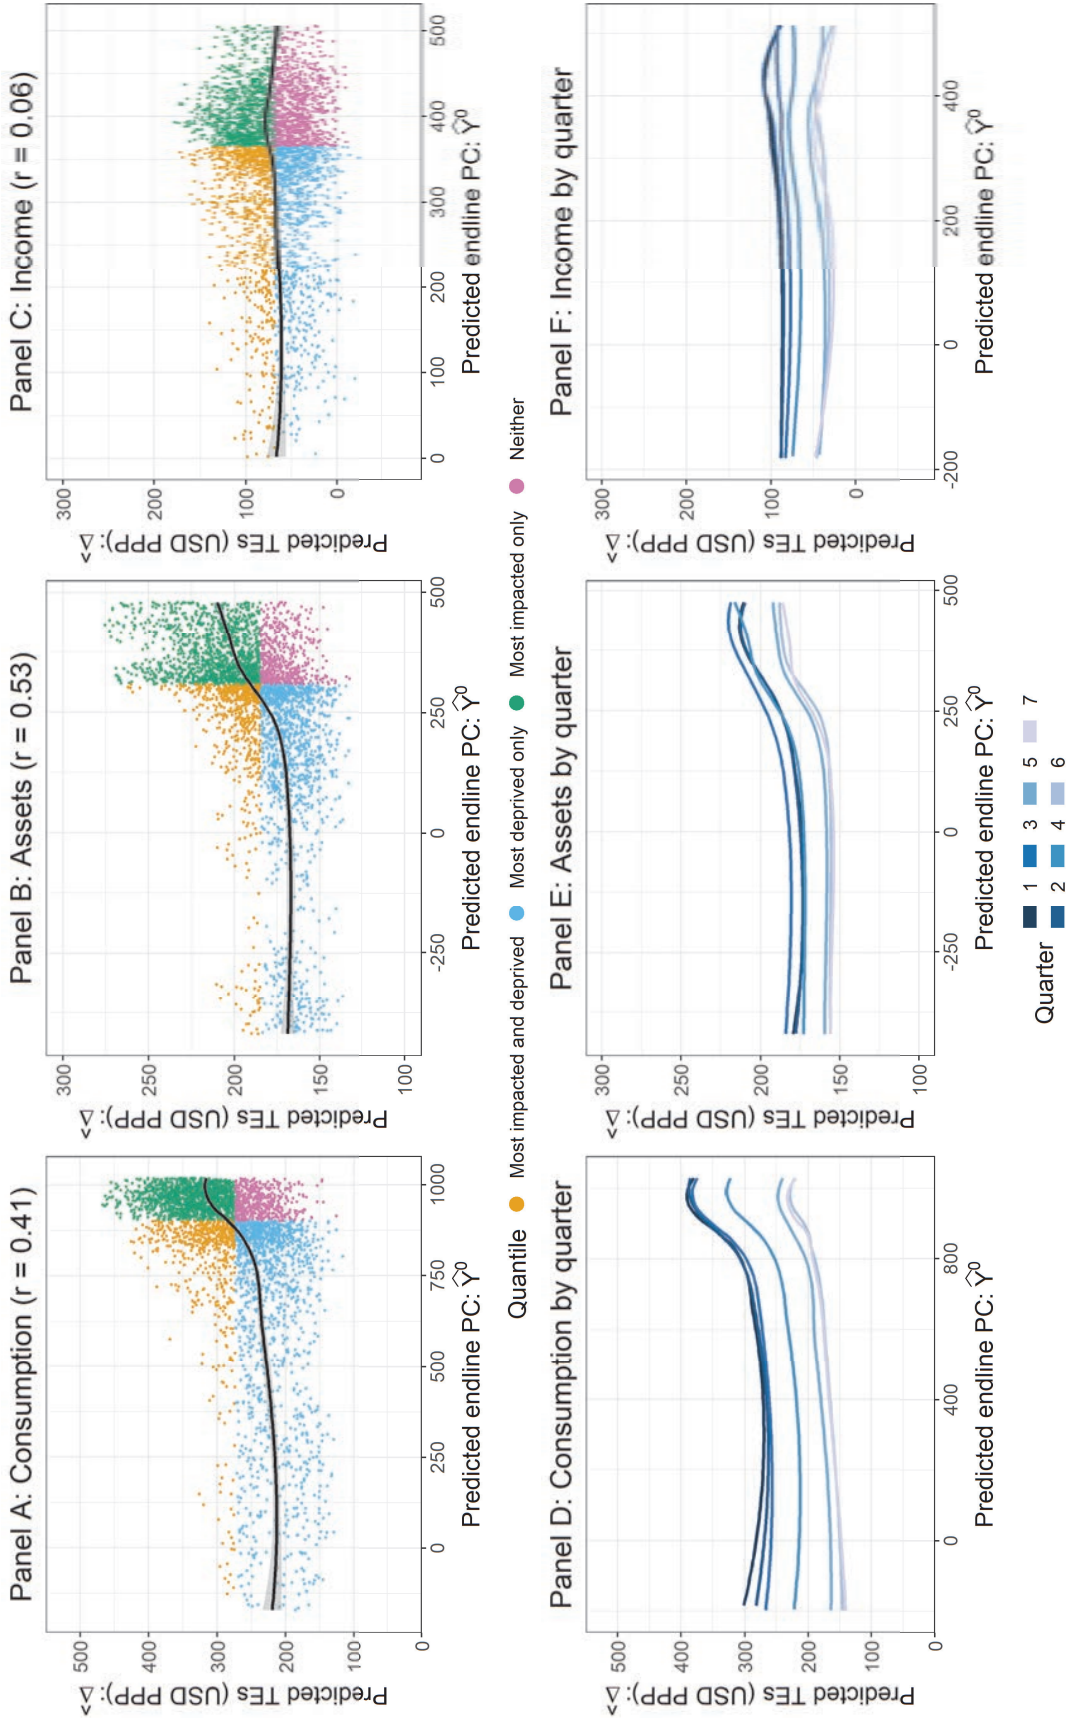 Panel A: Consumption (r = 0.41)
Predicted TEs (USD PPP): Δ̂
500
400
300
200
100
0
0
250
500
750
1000
Predicted endline PC: Ŷ⁰
Panel B: Assets (r = 0.53)
Predicted TEs (USD PPP): Δ̂
300
250
200
150
100
-250
0
250
500
Predicted endline PC: Ŷ⁰
Panel C: Income (r = 0.06)
Predicted TEs (USD PPP): Δ̂
300
200
100
0
0
100
200
300
400
500
Predicted endline PC: Ŷ⁰
Quantile Most impacted and deprived Most deprived only Most impacted only Neither
Panel D: Consumption by quarter
Predicted TEs (USD PPP): Δ̂
500
400
300
200
100
0
0
400
800
Predicted endline PC: Ŷ⁰
Panel E: Assets by quarter
Predicted TEs (USD PPP): Δ̂
300
250
200
150
100
-250
0
250
500
Predicted endline PC: Ŷ⁰
Panel F: Income by quarter
Predicted TEs (USD PPP): Δ̂
300
200
100
0
-200
0
200
400
Predicted endline PC: Ŷ⁰
Quarter
1 3 5 7
2 4 6